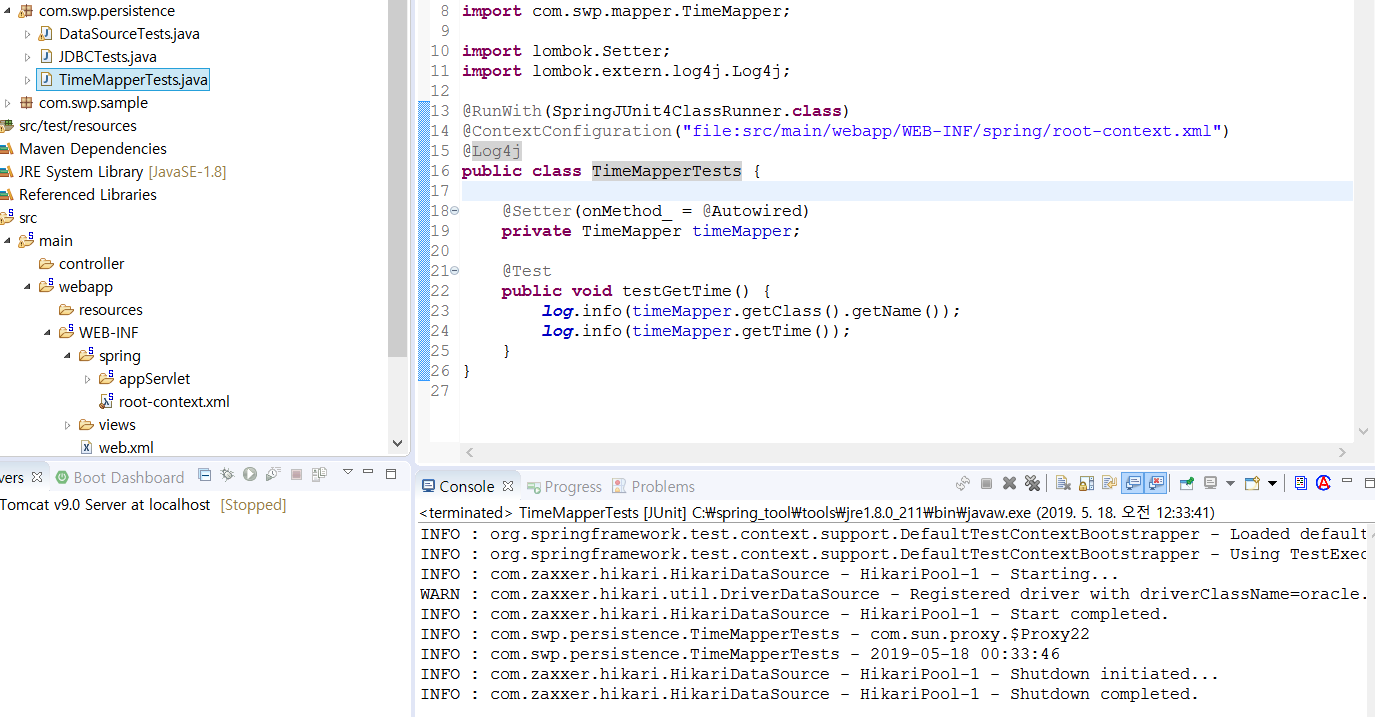 com.swp.persistence
DataSourceTests.java
JDBCTests.java
TimeMapperTests.java
com.swp.sample
src/test/resources
Maven Dependencies
JRE System Library [JavaSE-1.8]
Referenced Libraries
src
main
controller
webapp
resources
WEB-INF
spring
appServlet
root-context.xml
views
web.xml
8 import com.swp.mapper.TimeMapper;
9
10 import lombok.Setter;
11 import lombok.extern.log4j.Log4j;
12
13 @RunWith(SpringJUnit4ClassRunner.class)
14 @ContextConfiguration("file:src/main/webapp/WEB-INF/spring/root-context.xml")
15 @Log4j
16 public class TimeMapperTests {
17
18 @Setter(onMethod_ = @Autowired)
19 private TimeMapper timeMapper;
20
21 @Test
22 public void testGetTime() {
23 log.info(timeMapper.getClass().getName());
24 log.info(timeMapper.getTime());
25 }
26 }
27
vers Boot Dashboard
Tomcat v9.0 Server at localhost [Stopped]
Console Progress Problems
<terminated> TimeMapperTests [JUnit] C:₩spring_tool₩tools₩jre1.8.0_211₩bin₩javaw.exe (2019. 5. 18. 오전 12:33:41)
INFO : org.springframework.test.context.support.DefaultTestContextBootstrapper - Loaded default
INFO : org.springframework.test.context.support.DefaultTestContextBootstrapper - Using TestExec
INFO : com.zaxxer.hikari.HikariDataSource - HikariPool-1 - Starting...
WARN : com.zaxxer.hikari.util.DriverDataSource - Registered driver with driverClassName=oracle.
INFO : com.zaxxer.hikari.HikariDataSource - HikariPool-1 - Start completed.
INFO : com.swp.persistence.TimeMapperTests - com.sun.proxy.$Proxy22
INFO : com.swp.persistence.TimeMapperTests - 2019-05-18 00:33:46
INFO : com.zaxxer.hikari.HikariDataSource - HikariPool-1 - Shutdown initiated...
INFO : com.zaxxer.hikari.HikariDataSource - HikariPool-1 - Shutdown completed.